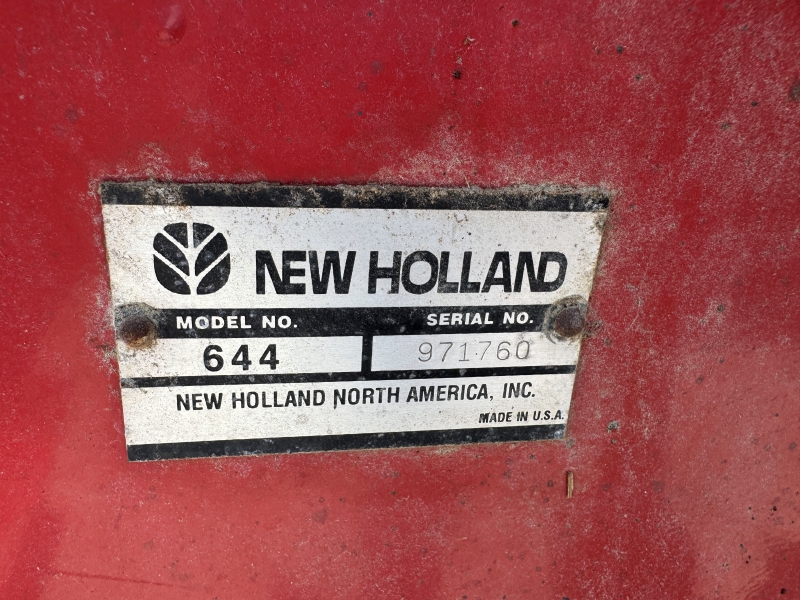 NEW HOLLAND
MODEL NO. SERIAL NO.
644 971760
NEW HOLLAND NORTH AMERICA, INC.
MADE IN U.S.A.